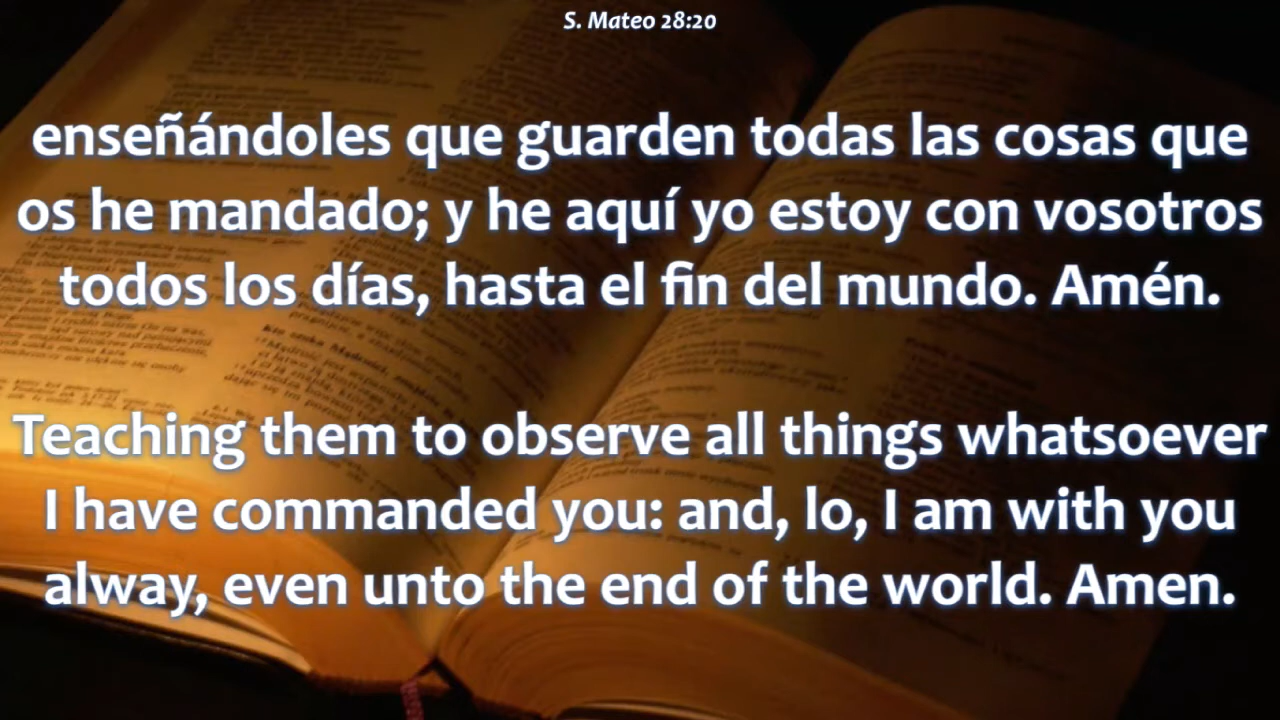 S. Mateo 28:20
enseñándoles que guarden todas las cosas que
os he mandado; y he aquí yo estoy con vosotros
todos los días, hasta el fin del mundo. Amén.
Teaching them to observe all things whatsoever
I have commanded you: and, lo, I am with you
alway, even unto the end of the world. Amen.